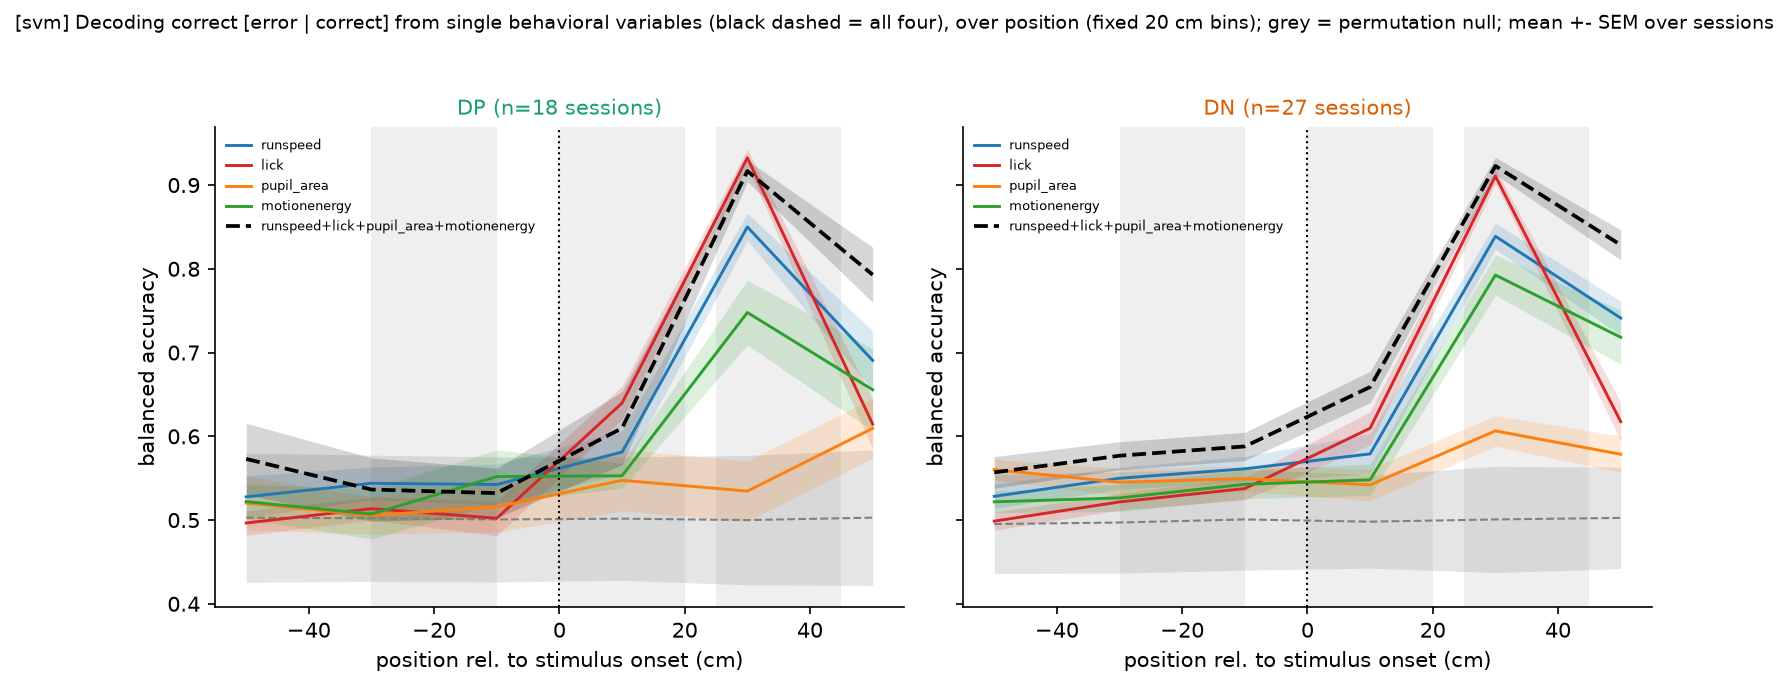 [svm] Decoding correct [error | correct] from single behavioral variables (black dashed = all four), over position (fixed 20 cm bins); grey = permutation null; mean +- SEM over sessions
DP (n=18 sessions)
runspeed
lick
pupil_area
motionenergy
runspeed+lick+pupil_area+motionenergy
balanced accuracy
0.9
0.8
0.7
0.6
0.5
0.4
−40 −20 0 20 40
position rel. to stimulus onset (cm)
DN (n=27 sessions)
runspeed
lick
pupil_area
motionenergy
runspeed+lick+pupil_area+motionenergy
balanced accuracy
−40 −20 0 20 40
position rel. to stimulus onset (cm)